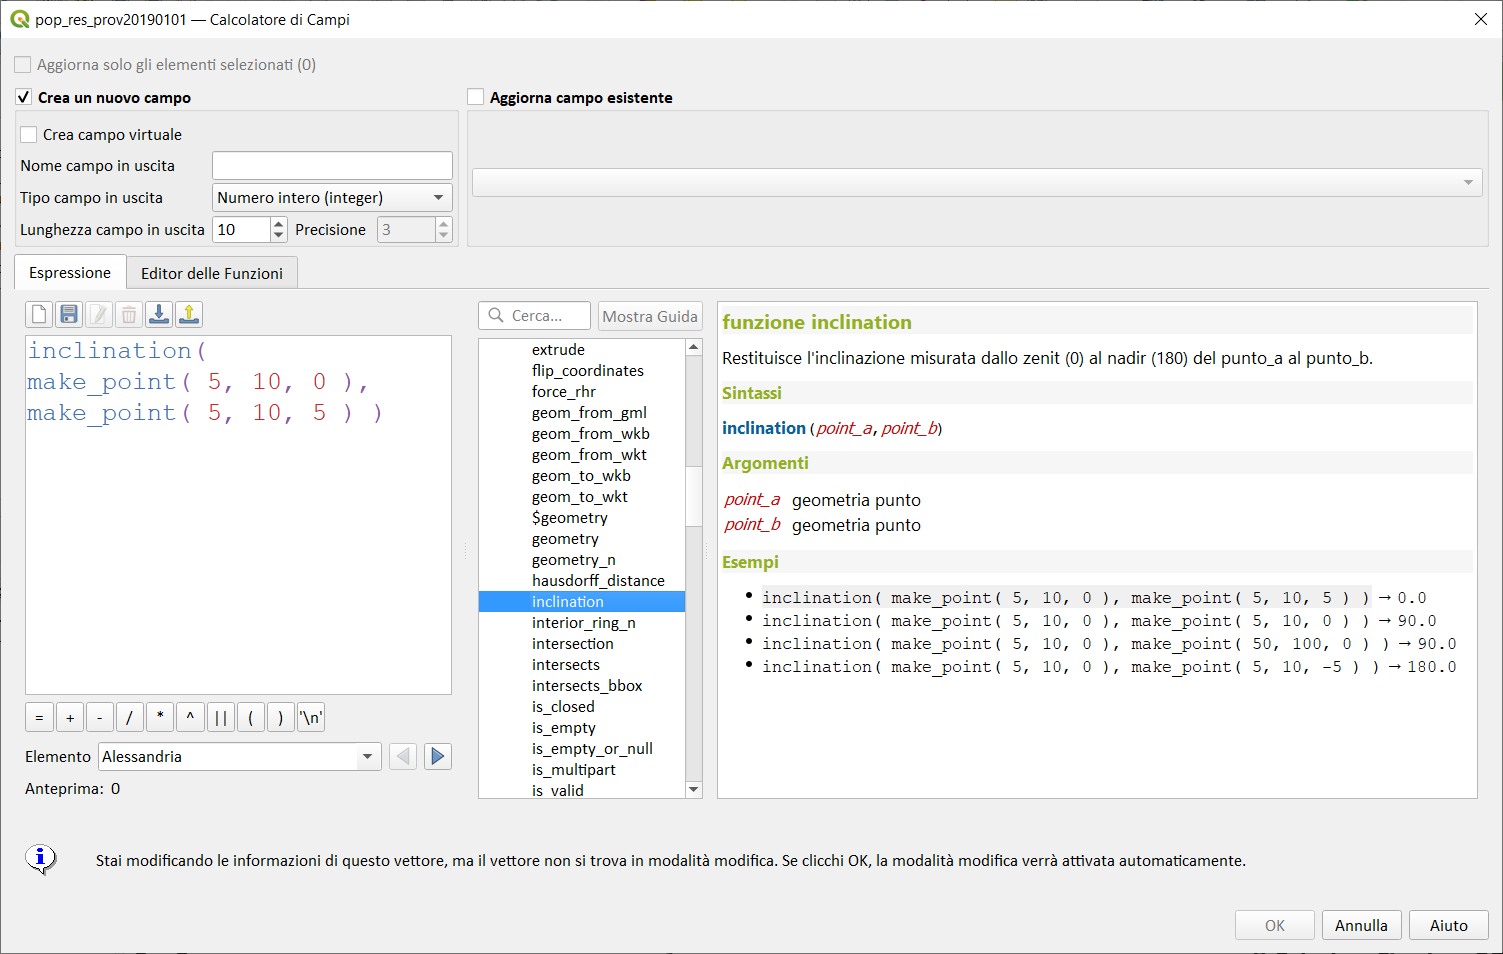 pop_res_prov20190101 — Calcolatore di Campi
Aggiorna solo gli elementi selezionati (0)
Crea un nuovo campo
Aggiorna campo esistente
Crea campo virtuale
Nome campo in uscita
Tipo campo in uscita Numero intero (integer)
Lunghezza campo in uscita 10 Precisione 3
Espressione Editor delle Funzioni
inclination(
make_point( 5, 10, 0 ),
make_point( 5, 10, 5 ) )
= + - / * ^ || ( ) '\n'
Elemento Alessandria
Anteprima: 0
Cerca... Mostra Guida
extrude
flip_coordinates
force_rhr
geom_from_gml
geom_from_wkb
geom_from_wkt
geom_to_wkb
geom_to_wkt
$geometry
geometry
geometry_n
hausdorff_distance
inclination
interior_ring_n
intersection
intersects
intersects_bbox
is_closed
is_empty
is_empty_or_null
is_multipart
is_valid
funzione inclination
Restituisce l'inclinazione misurata dallo zenit (0) al nadir (180) del punto_a al punto_b.
Sintassi
inclination(point_a,point_b)
Argomenti
point_a geometria punto
point_b geometria punto
Esempi
• inclination( make_point( 5, 10, 0 ), make_point( 5, 10, 5 ) ) → 0.0
• inclination( make_point( 5, 10, 0 ), make_point( 5, 10, 0 ) ) → 90.0
• inclination( make_point( 5, 10, 0 ), make_point( 50, 100, 0 ) ) → 90.0
• inclination( make_point( 5, 10, 0 ), make_point( 5, 10, -5 ) ) → 180.0
Stai modificando le informazioni di questo vettore, ma il vettore non si trova in modalità modifica. Se clicchi OK, la modalità modifica verrà attivata automaticamente.
OK Annulla Aiuto